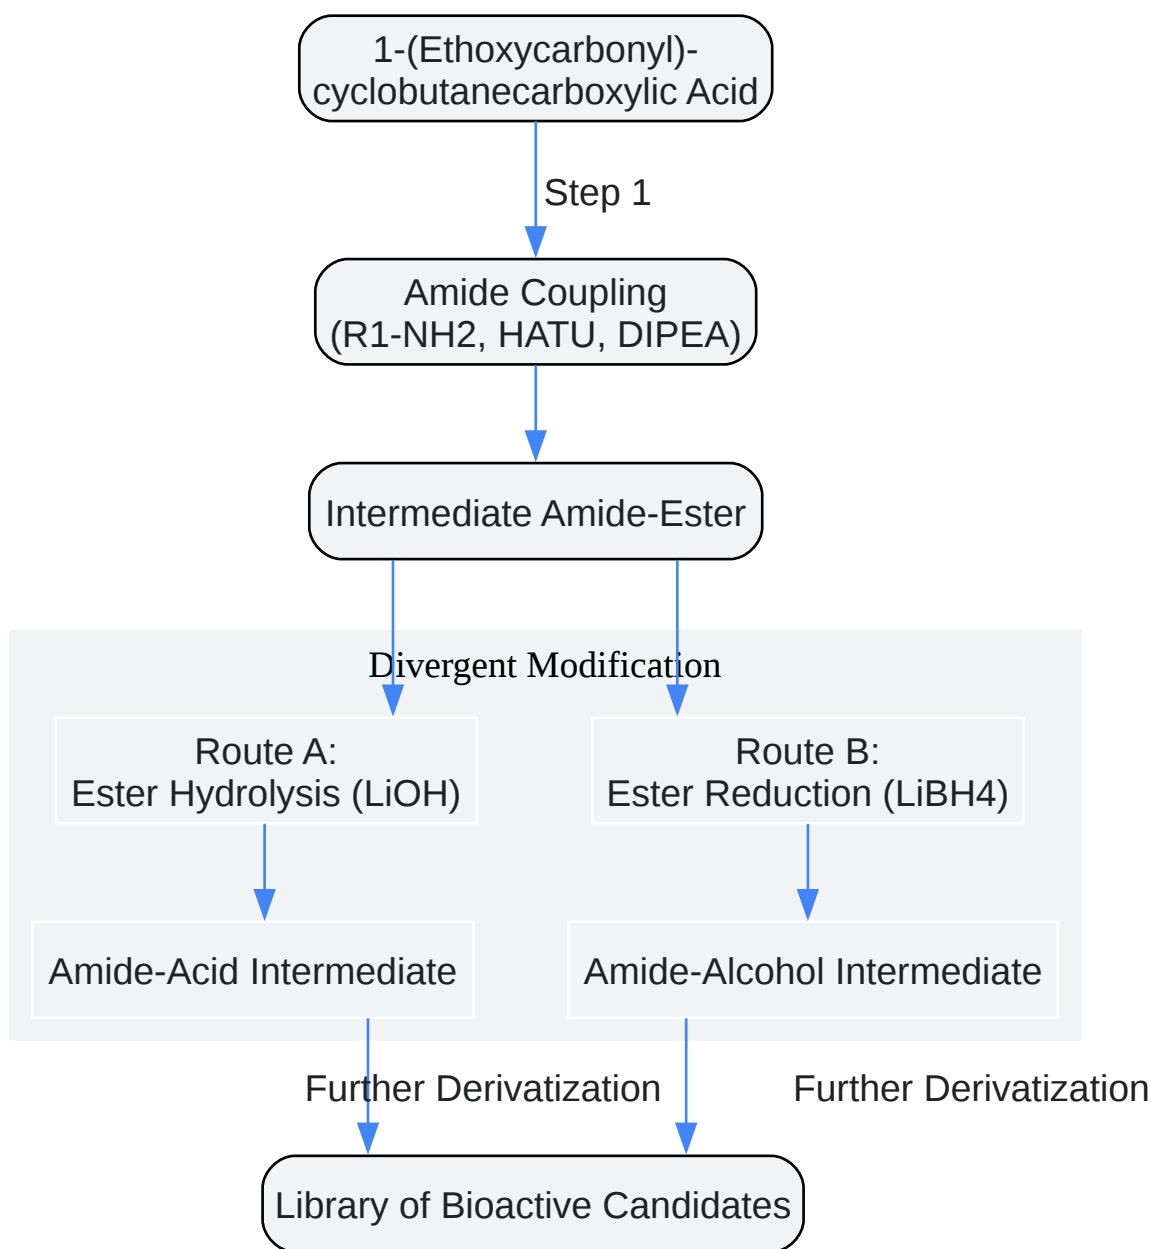 1-(Ethoxycarbonyl)-
cyclobutanecarboxylic Acid
Step 1
Amide Coupling
(R1-NH2, HATU, DIPEA)
Intermediate Amide-Ester
Divergent Modification
Route A:
Ester Hydrolysis (LiOH)
Route B:
Ester Reduction (LiBH4)
Amide-Acid Intermediate
Amide-Alcohol Intermediate
Further Derivatization
Further Derivatization
Library of Bioactive Candidates